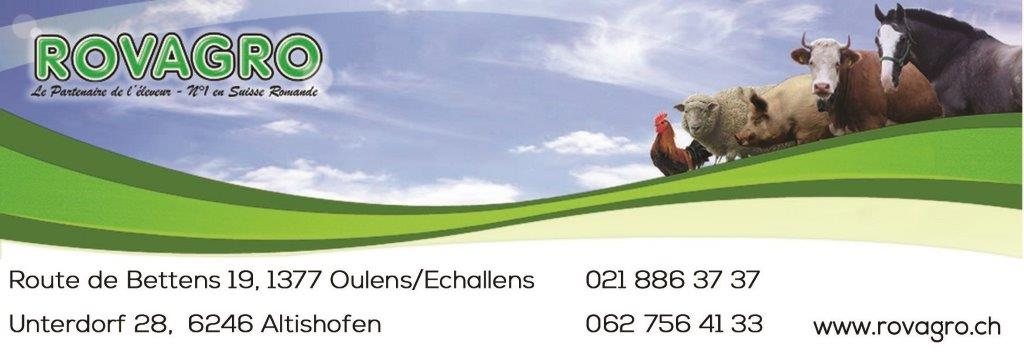 ROVAGRO
Le Partenaire de l'éleveur - N°1 en Suisse Romande
Route de Bettens 19, 1377 Oulens/Echallens 021 886 37 37
Unterdorf 28, 6246 Altishofen 062 756 41 33 www.rovagro.ch